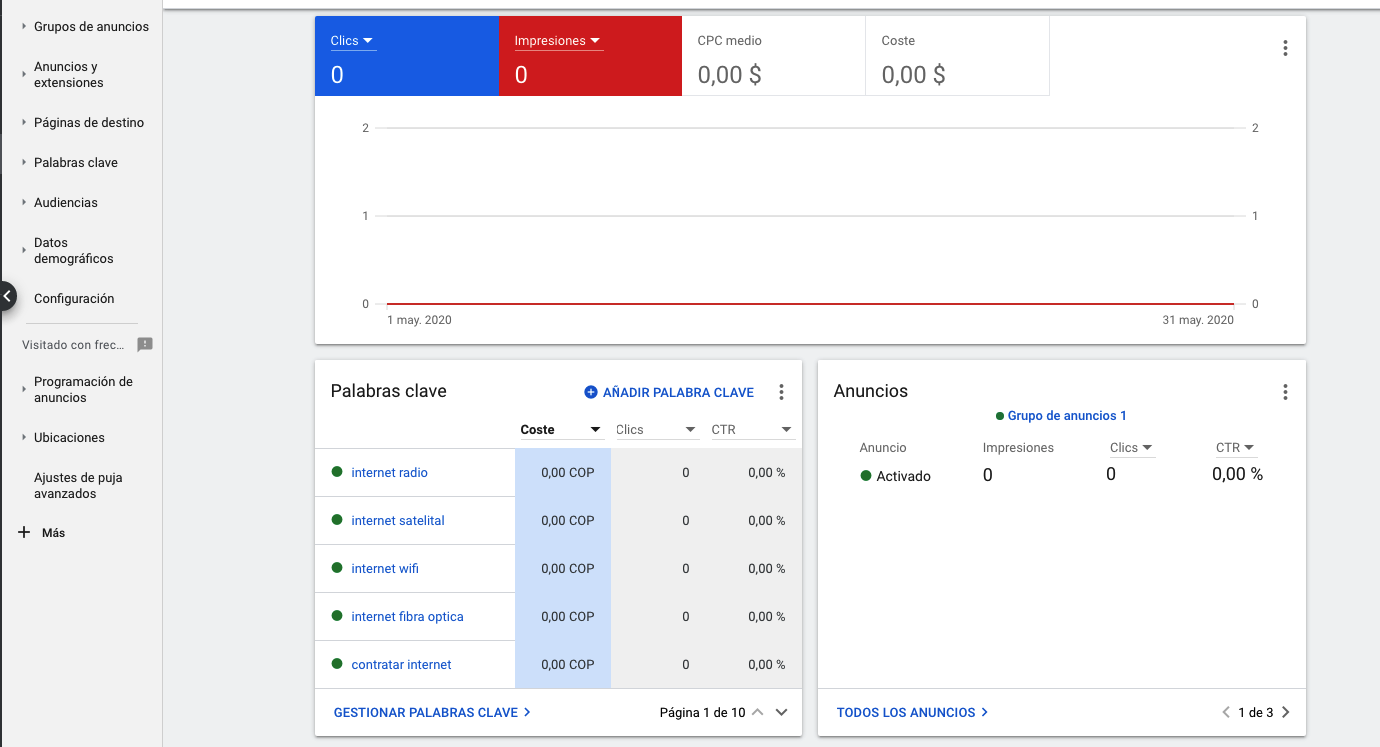 Grupos de anuncios
Anuncios y
extensiones
Páginas de destino
Palabras clave
Audiencias
Datos
demográficos
Configuración
Visitado con frec...
Programación de
anuncios
Ubicaciones
Ajustes de puja
avanzados
Más
Clics Impresiones CPC medio Coste
0 0 0,00 $ 0,00 $
2 2
1 1
0 0
1 may. 2020 31 may. 2020
Palabras clave AÑADIR PALABRA CLAVE
Coste Clics CTR
internet radio 0,00 COP 0 0,00 %
internet satelital 0,00 COP 0 0,00 %
internet wifi 0,00 COP 0 0,00 %
internet fibra optica 0,00 COP 0 0,00 %
contratar internet 0,00 COP 0 0,00 %
GESTIONAR PALABRAS CLAVE Página 1 de 10
Anuncios
Grupo de anuncios 1
Anuncio Impresiones Clics CTR
Activado 0 0 0,00 %
TODOS LOS ANUNCIOS 1 de 3